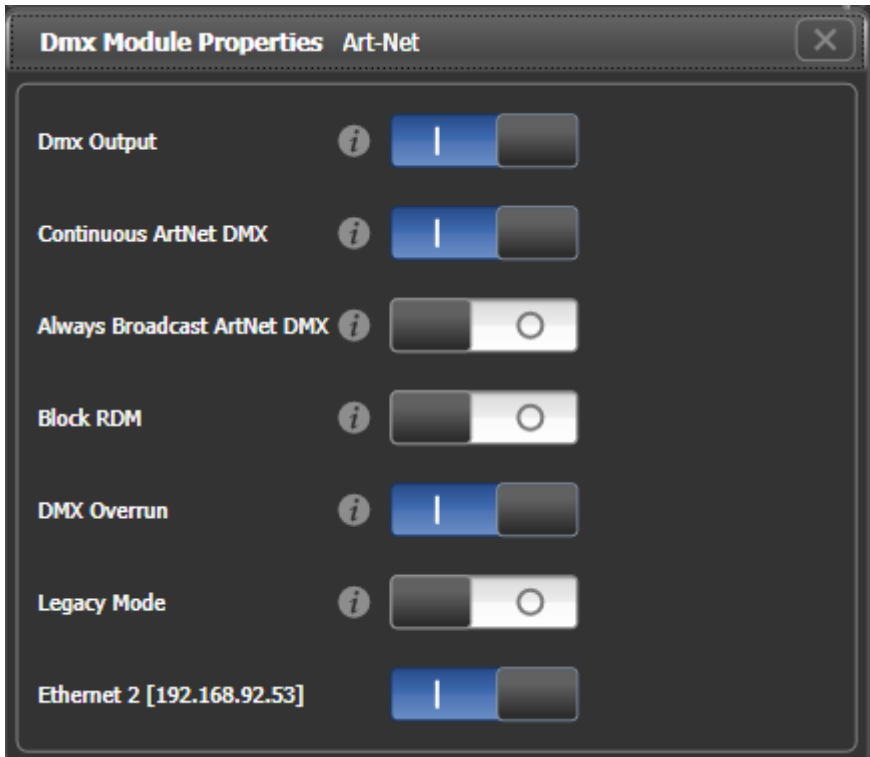 Dmx Module Properties Art-Net
Dmx Output
Continuous ArtNet DMX
Always Broadcast ArtNet DMX
Block RDM
DMX Overrun
Legacy Mode
Ethernet 2 [192.168.92.53]